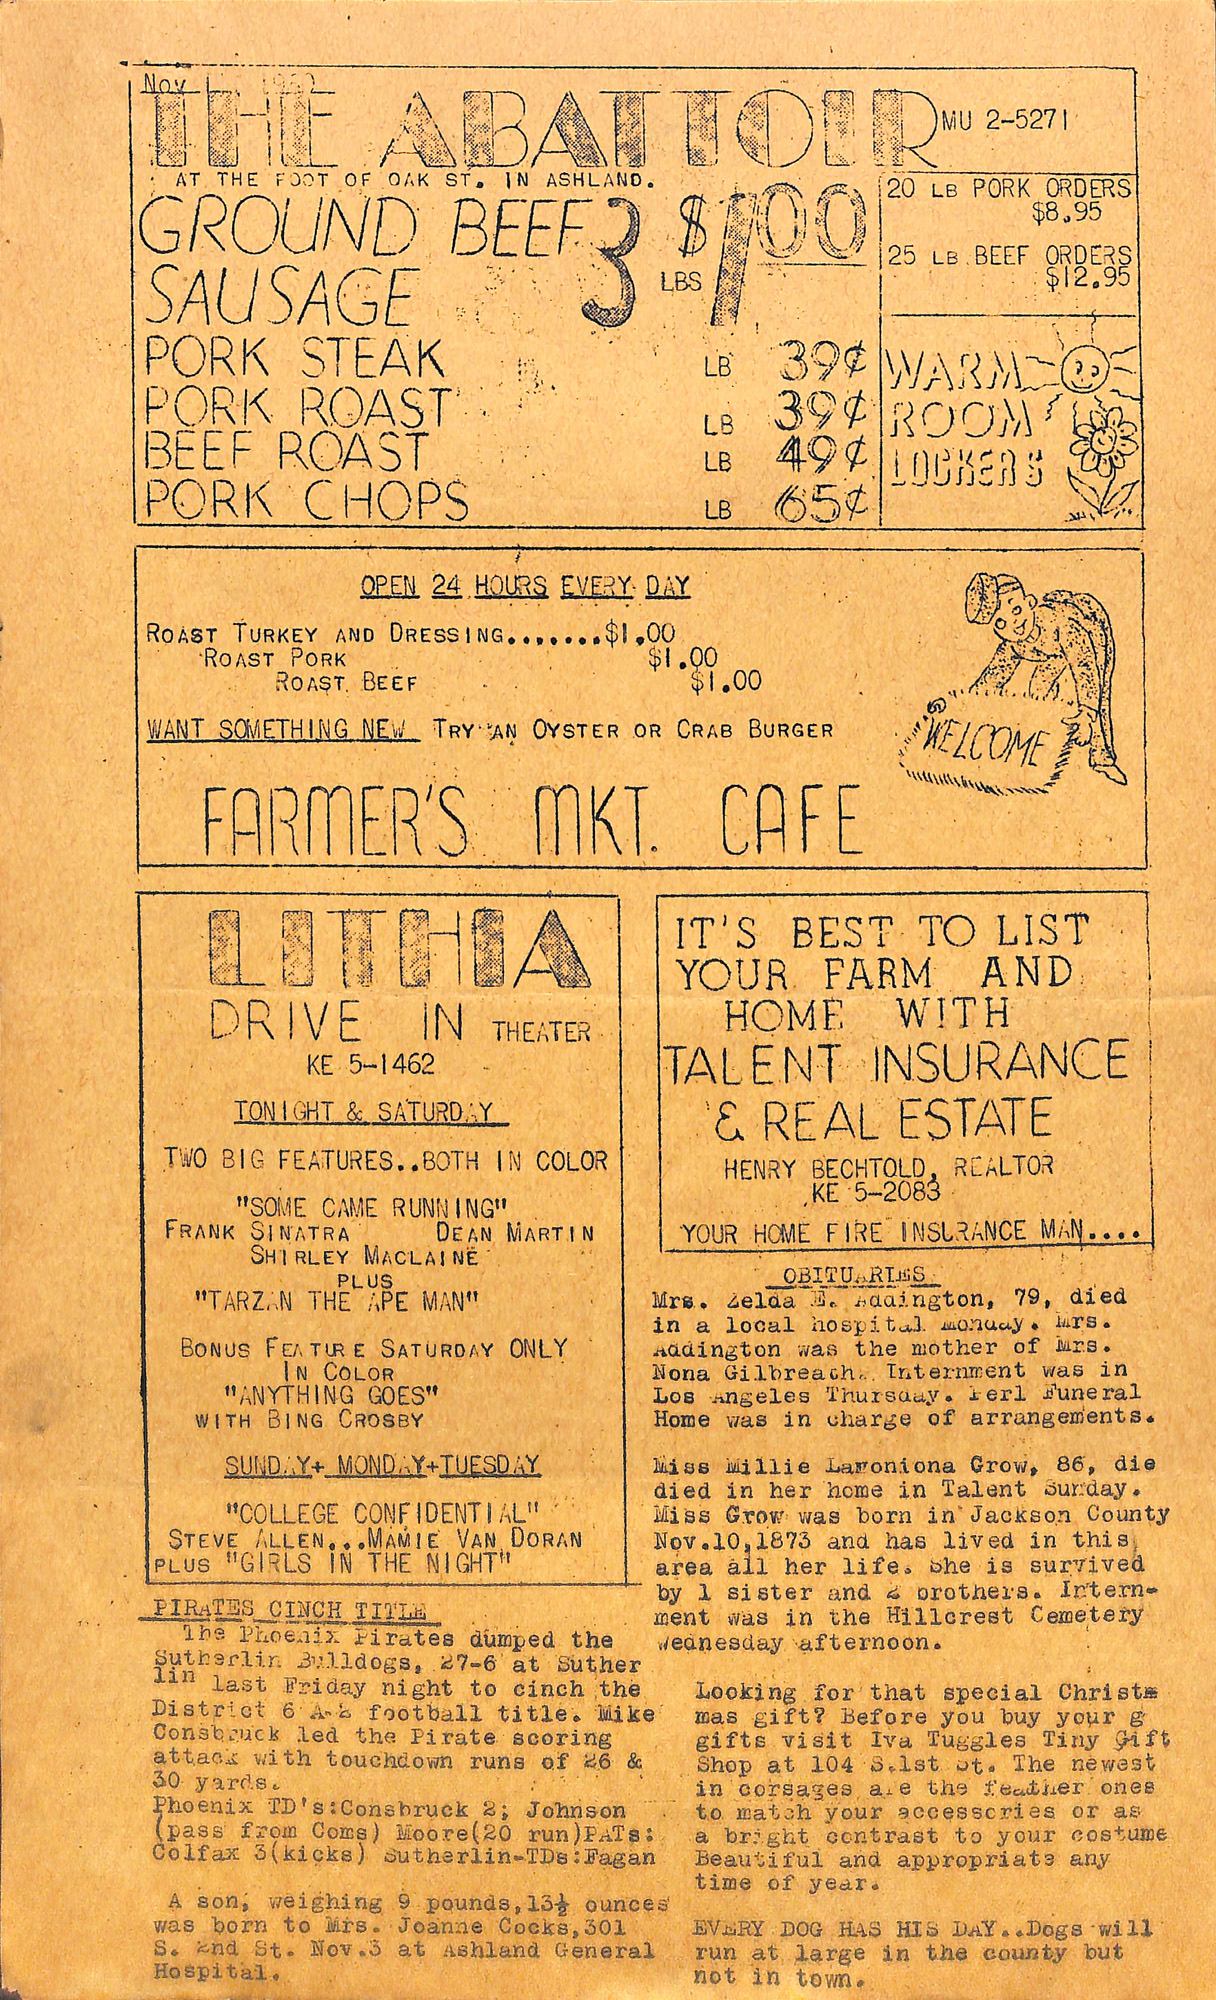 Nov
THE ABATTOIR
MU 2-5271
AT THE FOOT OF OAK ST. IN ASHLAND.
GROUND BEEF
SAUSAGE
3 LBS $1.00
PORK STEAK LB 39¢
PORK ROAST LB 39¢
BEEF ROAST LB 49¢
PORK CHOPS LB 65¢
20 LB PORK ORDERS
$8.95
25 LB BEEF ORDERS
$12.95
WARM
ROOM
LOCKERS
OPEN 24 HOURS EVERY DAY
ROAST TURKEY AND DRESSING.......$1.00
ROAST PORK $1.00
ROAST BEEF $1.00
WANT SOMETHING NEW TRY AN OYSTER OR CRAB BURGER
WELCOME
FARMER'S MKT. CAFE
LITHIA
DRIVE IN THEATER
KE 5-1462
TONIGHT & SATURDAY
TWO BIG FEATURES..BOTH IN COLOR
"SOME CAME RUNNING"
FRANK SINATRA DEAN MARTIN
SHIRLEY MACLAINE
PLUS
"TARZAN THE APE MAN"
BONUS FEATURE SATURDAY ONLY
IN COLOR
"ANYTHING GOES"
WITH BING CROSBY
SUNDAY+ MONDAY+TUESDAY
"COLLEGE CONFIDENTIAL"
STEVE ALLEN...MAMIE VAN DORAN
PLUS "GIRLS IN THE NIGHT"
PIRATES CINCH TITLE
The Phoenix Pirates dumped the
Sutherlin Bulldogs, 27-6 at Suther
lin last Friday night to cinch the
District 6 A-2 football title. Mike
Consbruck led the Pirate scoring
attack with touchdown runs of 26 &
30 yards.
Phoenix TD's:Consbruck 2; Johnson
(pass from Coms) Moore(20 run)PATs:
Colfax 3(kicks) Sutherlin-TDs:Fagan
A son, weighing 9 pounds,13½ ounces
was born to Mrs. Joanne Cocks,301
S. 2nd St. Nov.3 at Ashland General
Hospital.
IT'S BEST TO LIST
YOUR FARM AND
HOME WITH
TALENT INSURANCE
& REAL ESTATE
HENRY BECHTOLD, REALTOR
KE 5-2083
YOUR HOME FIRE INSURANCE MAN....
OBITUARIES
Mrs. Zelda E. Addington, 79, died
in a local hospital Monday. Mrs.
Addington was the mother of Mrs.
Nona Gilbreach. Internment was in
Los Angeles Thursday. Perl Funeral
Home was in charge of arrangements.
Miss Millie Lamoniona Grow, 86, die
died in her home in Talent Sunday.
Miss Grow was born in Jackson County
Nov.10,1873 and has lived in this
area all her life. She is survived
by 1 sister and 2 brothers. Intern-
ment was in the Hillcrest Cemetery
Wednesday afternoon.
Looking for that special Christm
mas gift? Before you buy your g
gifts visit Iva Tuggles Tiny Gift
Shop at 104 S.1st St. The newest
in corsages are the feather ones
to match your accessories or as
a bright contrast to your costume
Beautiful and appropriate any
time of year.
EVERY DOG HAS HIS DAY..Dogs will
run at large in the county but
not in town.